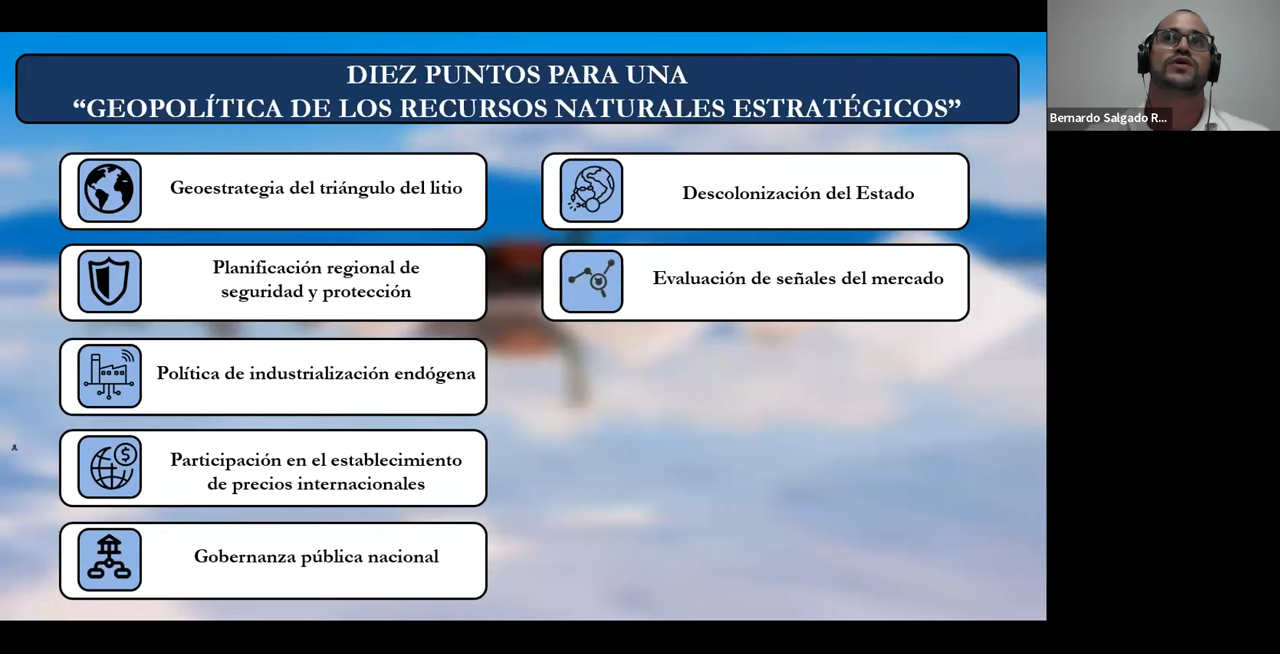 DIEZ PUNTOS PARA UNA
“GEOPOLÍTICA DE LOS RECURSOS NATURALES ESTRATÉGICOS”
Geoestrategia del triángulo del litio
Planificación regional de
seguridad y protección
Política de industrialización endógena
Participación en el establecimiento
de precios internacionales
$
Gobernanza pública nacional
Descolonización del Estado
Evaluación de señales del mercado
Bernardo Salgado R...